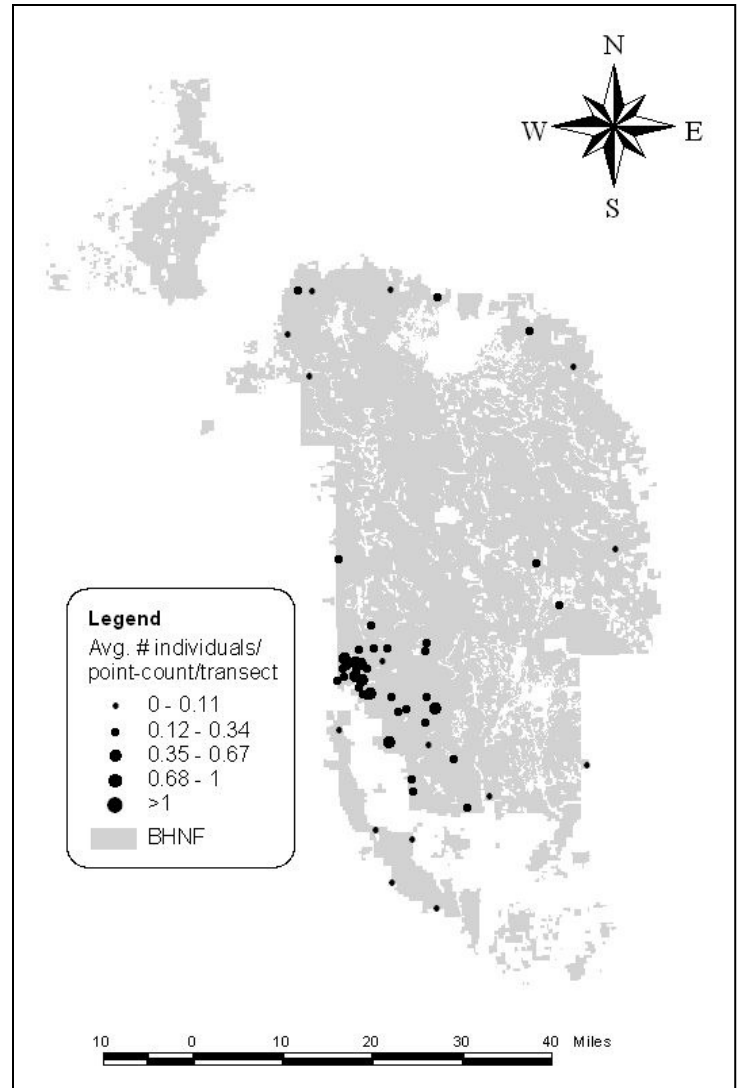 N
W E
S
Legend
Avg. # individuals/
point-count/transect
0 - 0.11
0.12 - 0.34
0.35 - 0.67
0.68 - 1
>1
BHNF
10 0 10 20 30 40 Miles